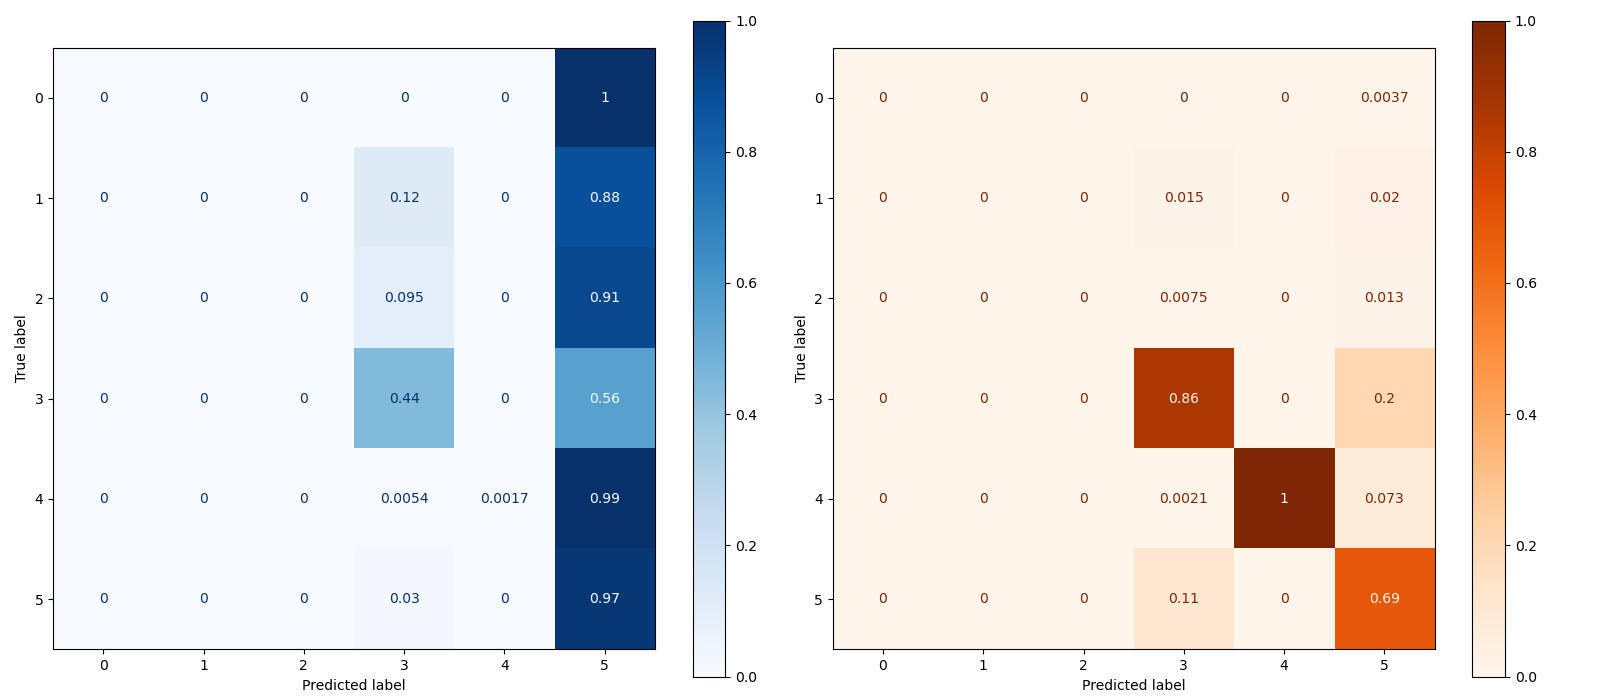 1.0
1.0
0 0 0 0 0 0 1
0 0 0 0 0 0 0.0037
0.8
0.8
1 0 0 0 0.12 0 0.88
1 0 0 0 0.015 0 0.02
0.6
0.6
2 0 0 0 0.095 0 0.91
2 0 0 0 0.0075 0 0.013
True label
True label
3 0 0 0 0.44 0 0.56
3 0 0 0 0.86 0 0.2
0.4
0.4
4 0 0 0 0.0054 0.0017 0.99
4 0 0 0 0.0021 1 0.073
0.2
0.2
5 0 0 0 0.03 0 0.97
5 0 0 0 0.11 0 0.69
0.0
0.0
0 1 2 3 4 5
0 1 2 3 4 5
Predicted label
Predicted label